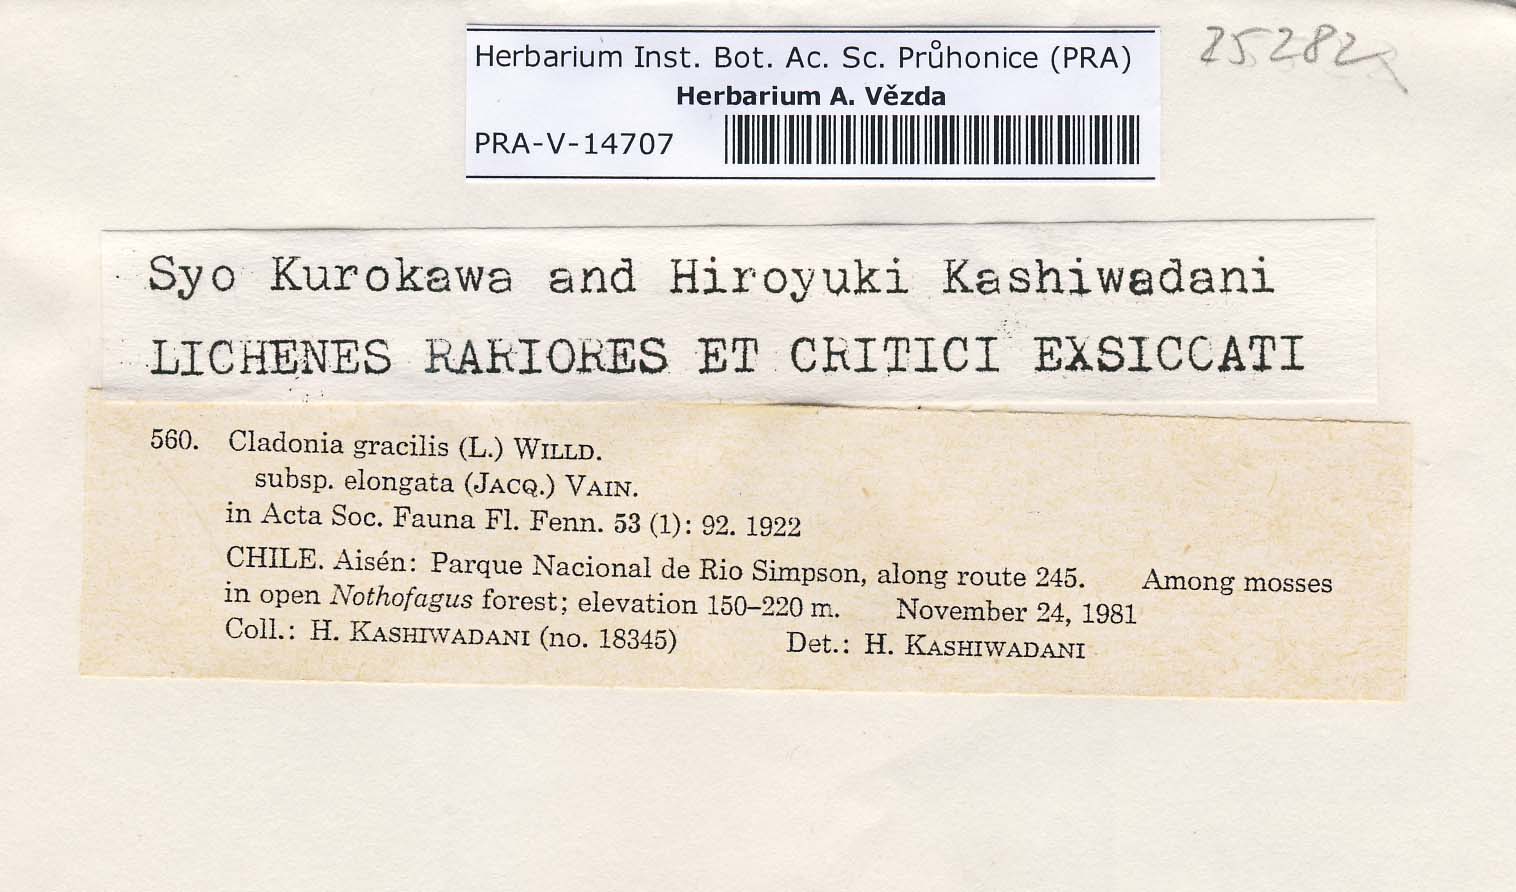 Herbarium Inst. Bot. Ac. Sc. Průhonice (PRA)
Herbarium A. Vězda
PRA-V-14707
25282
Syo Kurokawa and Hiroyuki Kashiwadani
LICHENES RARIORES ET CRITICI EXSICCATI
560. Cladonia gracilis (L.) WILLD.
subsp. elongata (JACQ.) VAIN.
in Acta Soc. Fauna Fl. Fenn. 53 (1): 92. 1922
CHILE. Aisén: Parque Nacional de Rio Simpson, along route 245. Among mosses
in open Nothofagus forest; elevation 150–220 m. November 24, 1981
Coll.: H. KASHIWADANI (no. 18345) Det.: H. KASHIWADANI